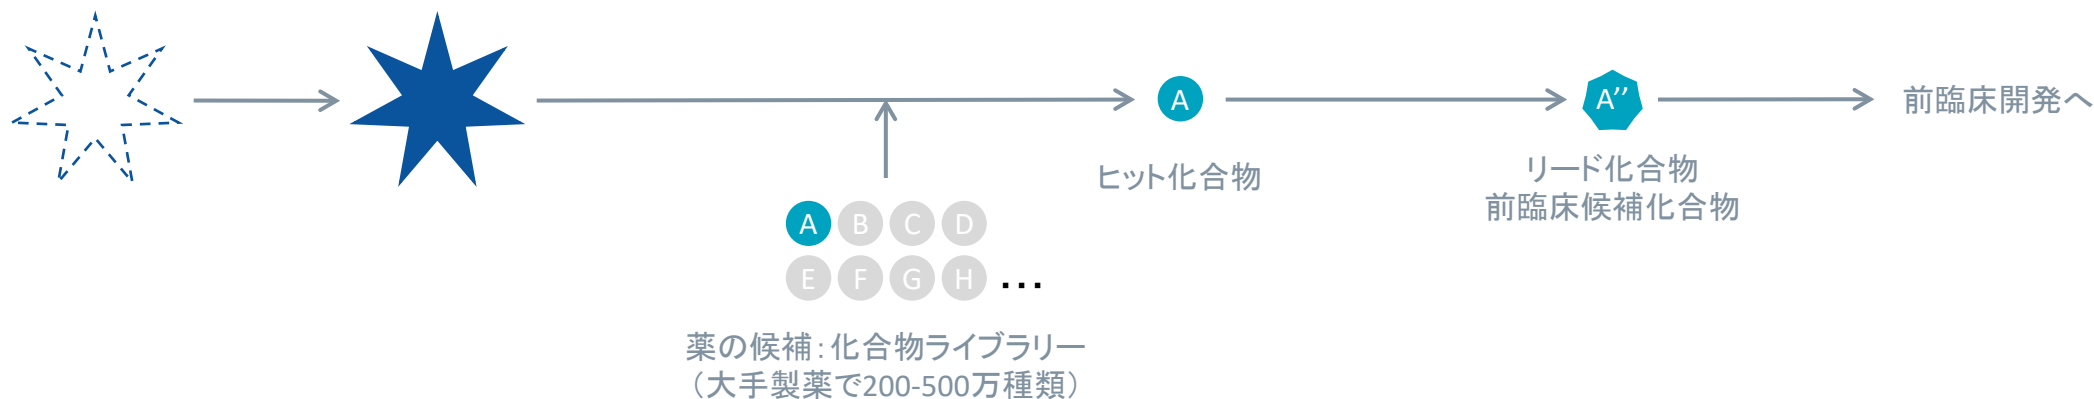 A
A’’
前臨床開発へ
ヒット化合物
リード化合物
前臨床候補化合物
A B C D
E F G H ...
薬の候補：化合物ライブラリー
（大手製薬で200-500万種類）